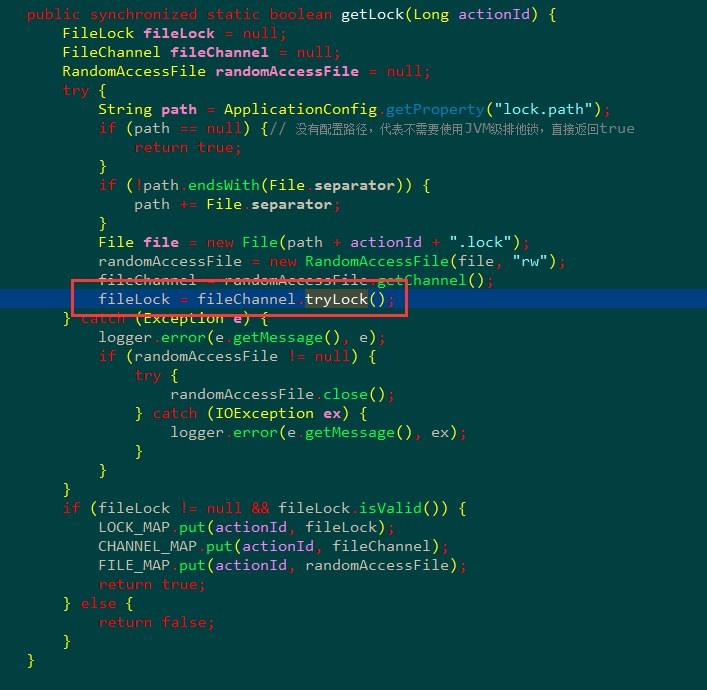 public synchronized static boolean getLock(Long actionId) {
FileLock fileLock = null;
FileChannel fileChannel = null;
RandomAccessFile randomAccessFile = null;
try {
String path = ApplicationConfig.getProperty("lock.path");
if (path == null) {// 没有配置路径，代表不需要使用JVM级排他锁，直接返回true
return true;
}
if (!path.endsWith(File.separator)) {
path += File.separator;
}
File file = new File(path + actionId + ".lock");
randomAccessFile = new RandomAccessFile(file, "rw");
fileChannel = randomAccessFile.getChannel();
fileLock = fileChannel.tryLock();
} catch (Exception e) {
logger.error(e.getMessage(), e);
if (randomAccessFile != null) {
try {
randomAccessFile.close();
} catch (IOException ex) {
logger.error(e.getMessage(), ex);
}
}
}
if (fileLock != null && fileLock.isValid()) {
LOCK_MAP.put(actionId, fileLock);
CHANNEL_MAP.put(actionId, fileChannel);
FILE_MAP.put(actionId, randomAccessFile);
return true;
} else {
return false;
}
}